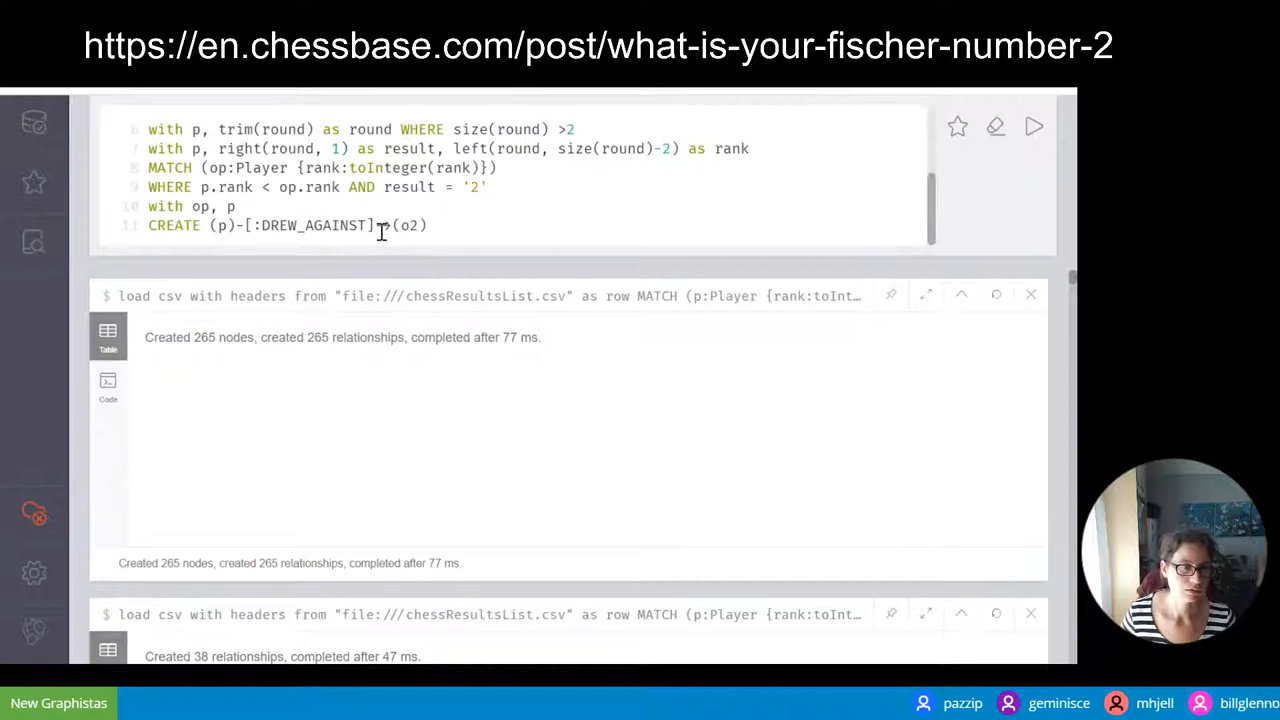 https://en.chessbase.com/post/what-is-your-fischer-number-2
6 with p, trim(round) as round WHERE size(round) >2
7 with p, right(round, 1) as result, left(round, size(round)-2) as rank
8 MATCH (op:Player {rank:toInteger(rank)})
9 WHERE p.rank < op.rank AND result = '2'
10 with op, p
11 CREATE (p)-[:DREW_AGAINST]->(o2)
$ load csv with headers from "file:///chessResultsList.csv" as row MATCH (p:Player {rank:toInt…
Table
Created 265 nodes, created 265 relationships, completed after 77 ms.
Code
Created 265 nodes, created 265 relationships, completed after 77 ms.
$ load csv with headers from "file:///chessResultsList.csv" as row MATCH (p:Player {rank:toInt…
Created 38 relationships, completed after 47 ms.
New Graphistas
pazzip
geminisce
mhjell
billglenno